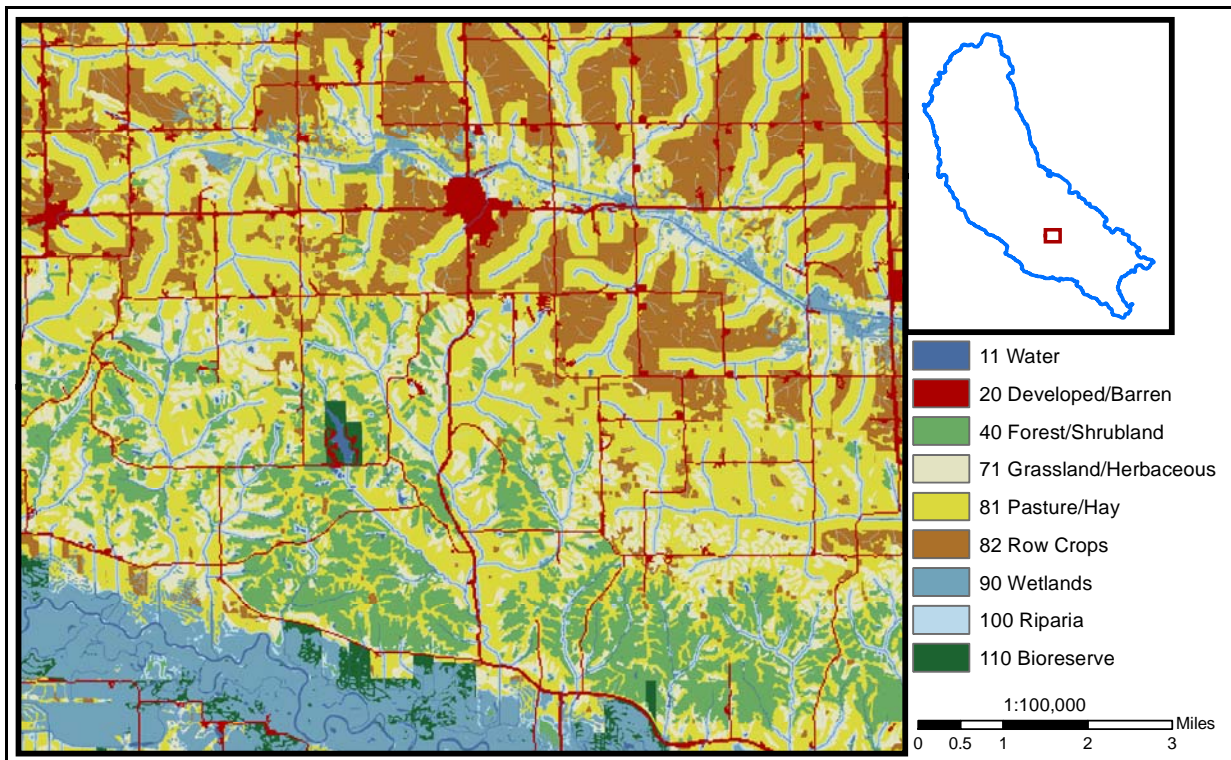 11 Water
20 Developed/Barren
40 Forest/Shrubland
71 Grassland/Herbaceous
81 Pasture/Hay
82 Row Crops
90 Wetlands
100 Riparia
110 Bioreserve
1:100,000
Miles
0 0.5 1 2 3